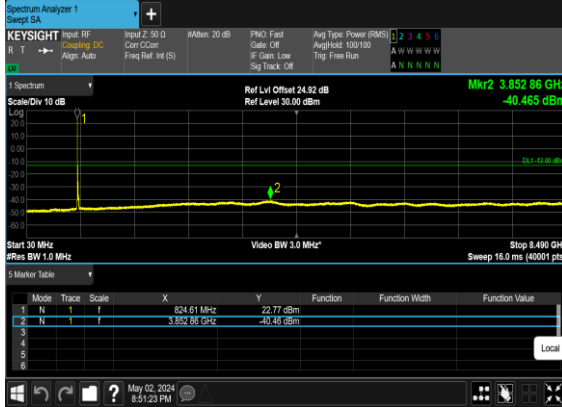 Spectrum Analyzer 1
Swept SA
+
KEYSIGHT Input: RF Input Z: 50 Ω #Atten: 20 dB PNO: Fast Avg Type: Power (RMS) 1 2 3 4 5 6
R T Coupling: DC Corr CCorr Gate: Off Avg|Hold: 100/100 A W W W W W
Align: Auto Freq Ref: Int (S) IF Gain: Low Trig: Free Run
LV Sig Track: Off A N N N N N
1 Spectrum Ref Lvl Offset 24.92 dB Mkr2 3.852 86 GHz
Scale/Div 10 dB Ref Level 30.00 dBm -40.465 dBm
Log
20.0
10.0
0.00
-10.0
DL1 -13.00 dBm
-20.0
-30.0
-40.0
-50.0
-60.0
1
2
Start 30 MHz Video BW 3.0 MHz* Stop 8.490 GH
#Res BW 1.0 MHz Sweep 16.0 ms (40001 pts
5 Marker Table
Mode Trace Scale X Y Function Function Width Function Value
1 N 1 f 824.61 MHz 22.77 dBm
2 N 1 f 3.852 86 GHz -40.46 dBm
3
4
5
6
Local
? May 02, 2024
8:51:23 PM